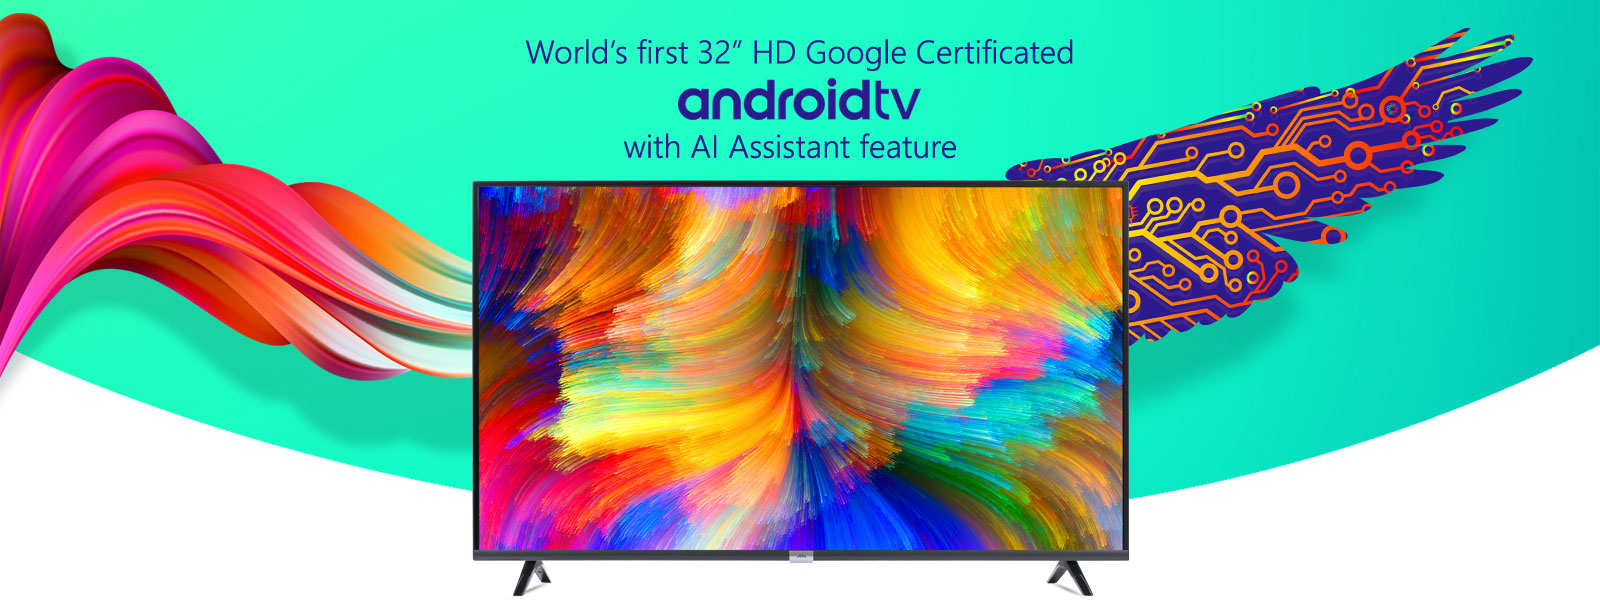 World’s first 32” HD Google Certificated
androidtv
with AI Assistant feature